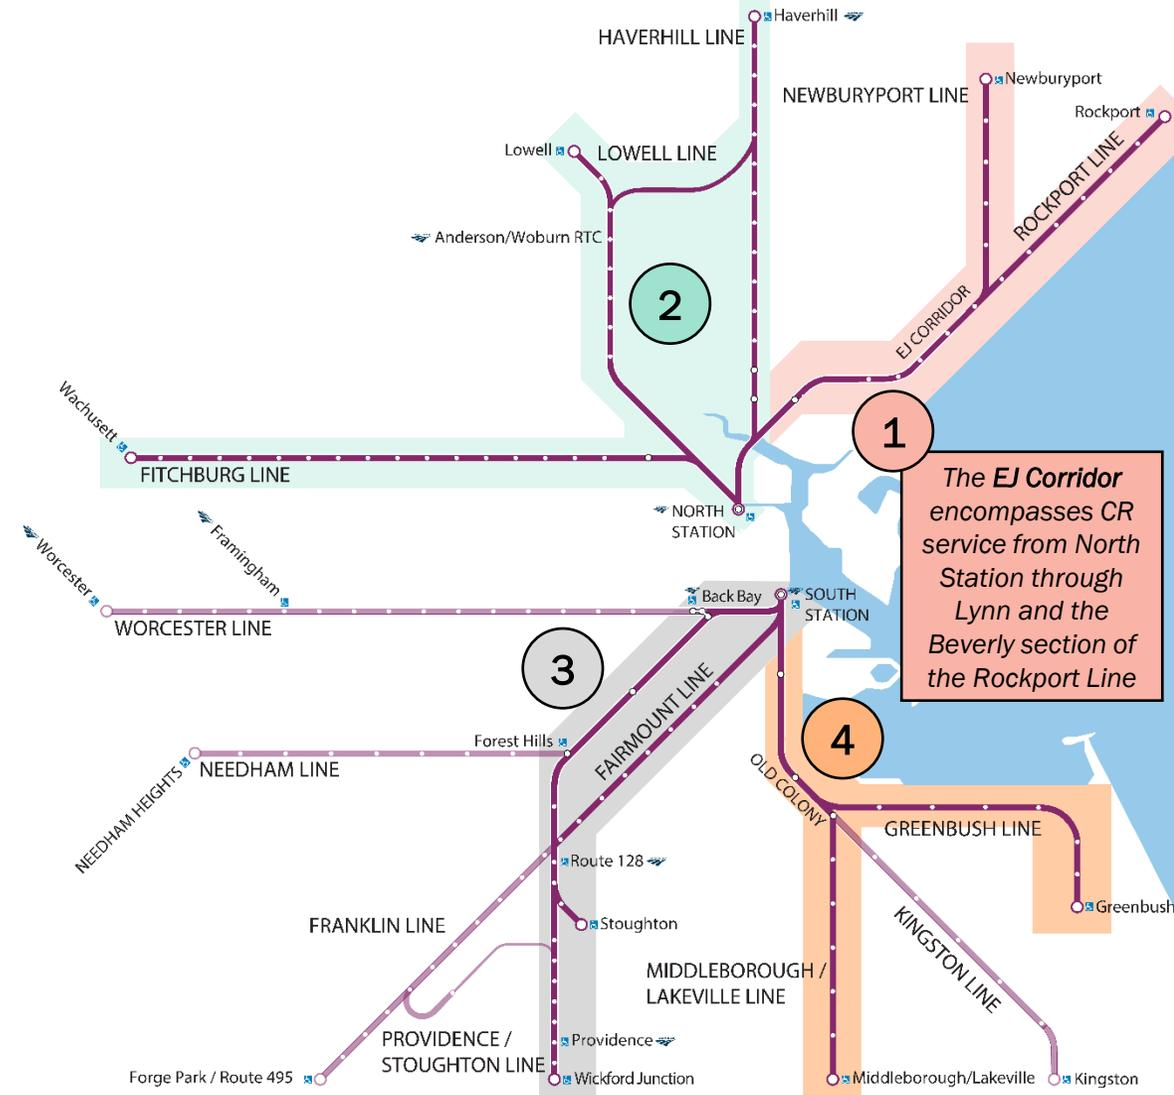 Haverhill
HAVERHILL LINE
Newburyport
NEWBURYPORT LINE
Rockport
ROCKPORT LINE
Lowell
LOWELL LINE
Anderson/Woburn RTC
2
EJ CORRIDOR
Wachusett
FITCHBURG LINE
1
The EJ Corridor
encompasses CR
service from North
Station through
Lynn and the
Beverly section of
the Rockport Line
NORTH
STATION
Worcester
Framingham
WORCESTER LINE
Back Bay
SOUTH
STATION
3
FAIRMOUNT LINE
Forest Hills
NEEDHAM LINE
NEEDHAM HEIGHTS
4
OLD COLONY
GREENBUSH LINE
Greenbush
Route 128
Stoughton
FRANKLIN LINE
KINGSTON LINE
MIDDLEBOROUGH /
LAKEVILLE LINE
PROVIDENCE /
STOUGHTON LINE
Providence
Forge Park / Route 495
Wickford Junction
Middleborough/Lakeville
Kingston